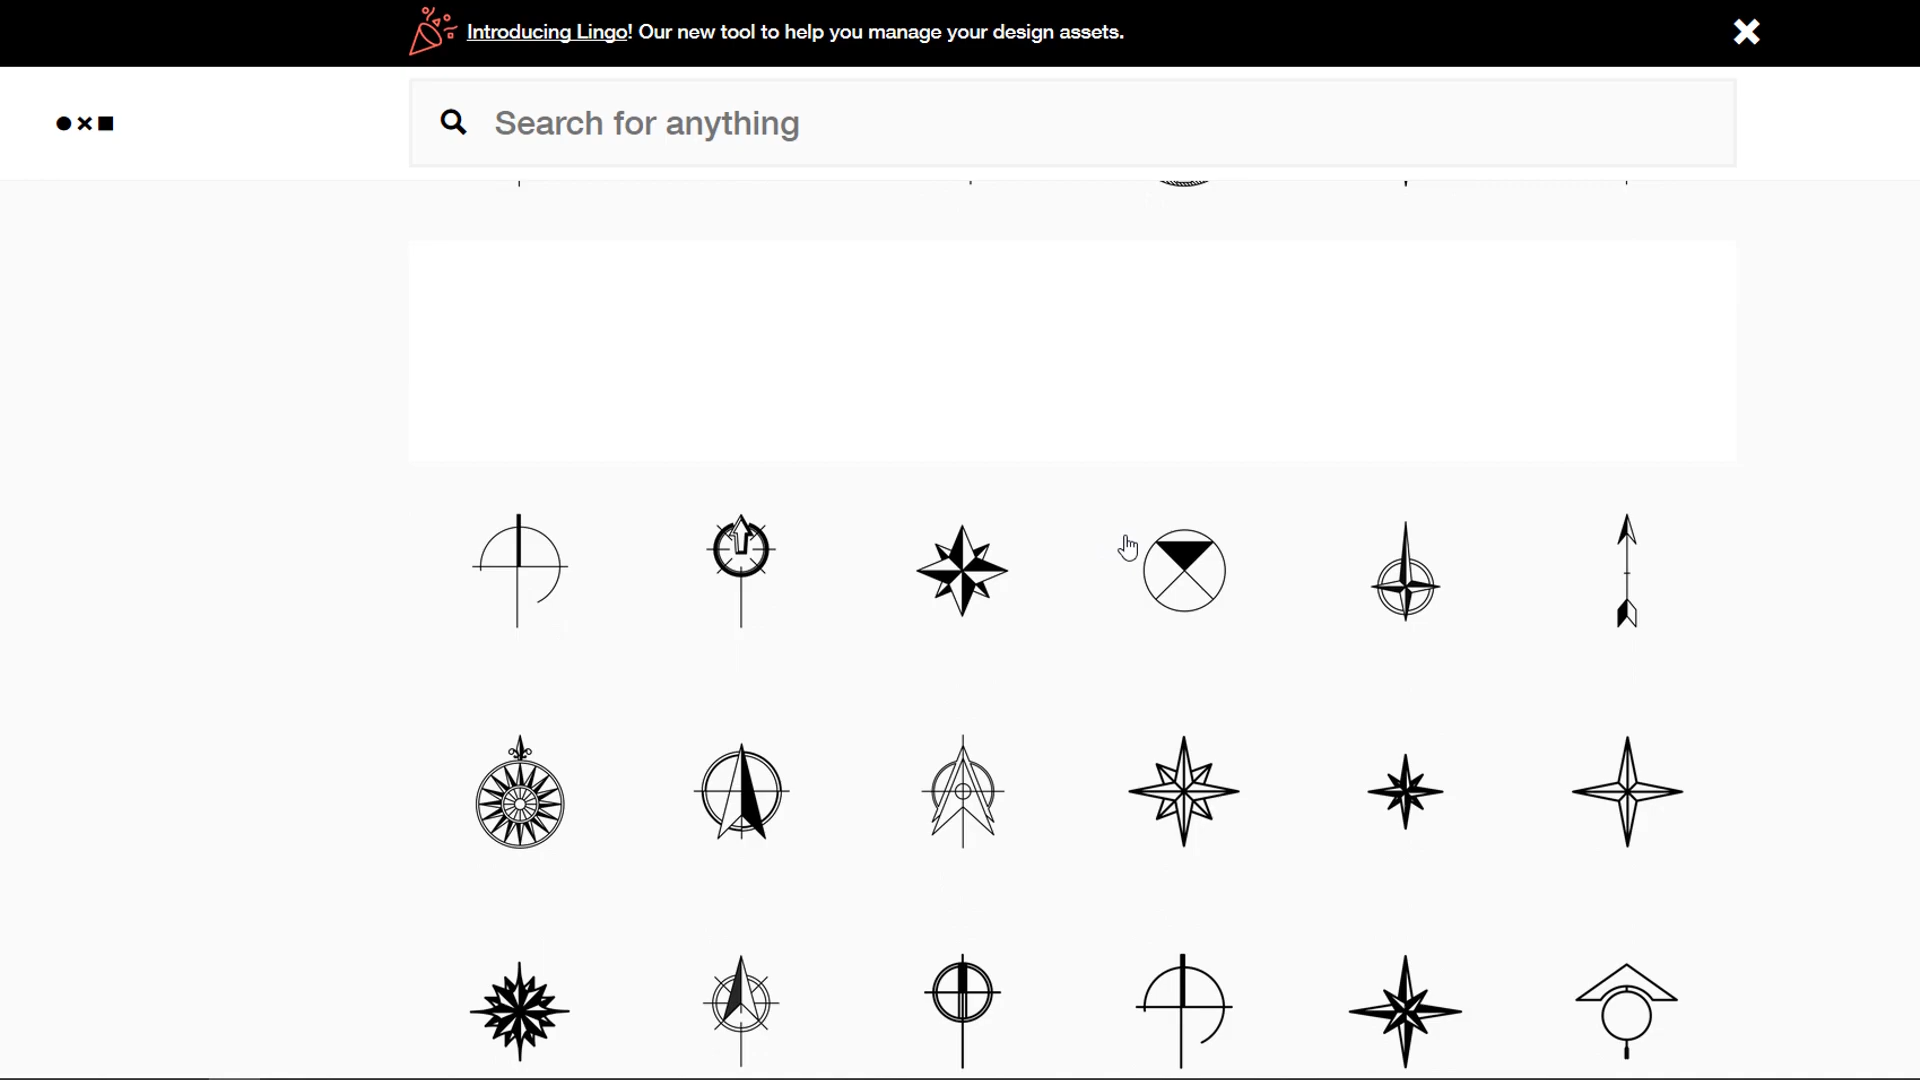 Introducing Lingo! Our new tool to help you manage your design assets.
Search for anything